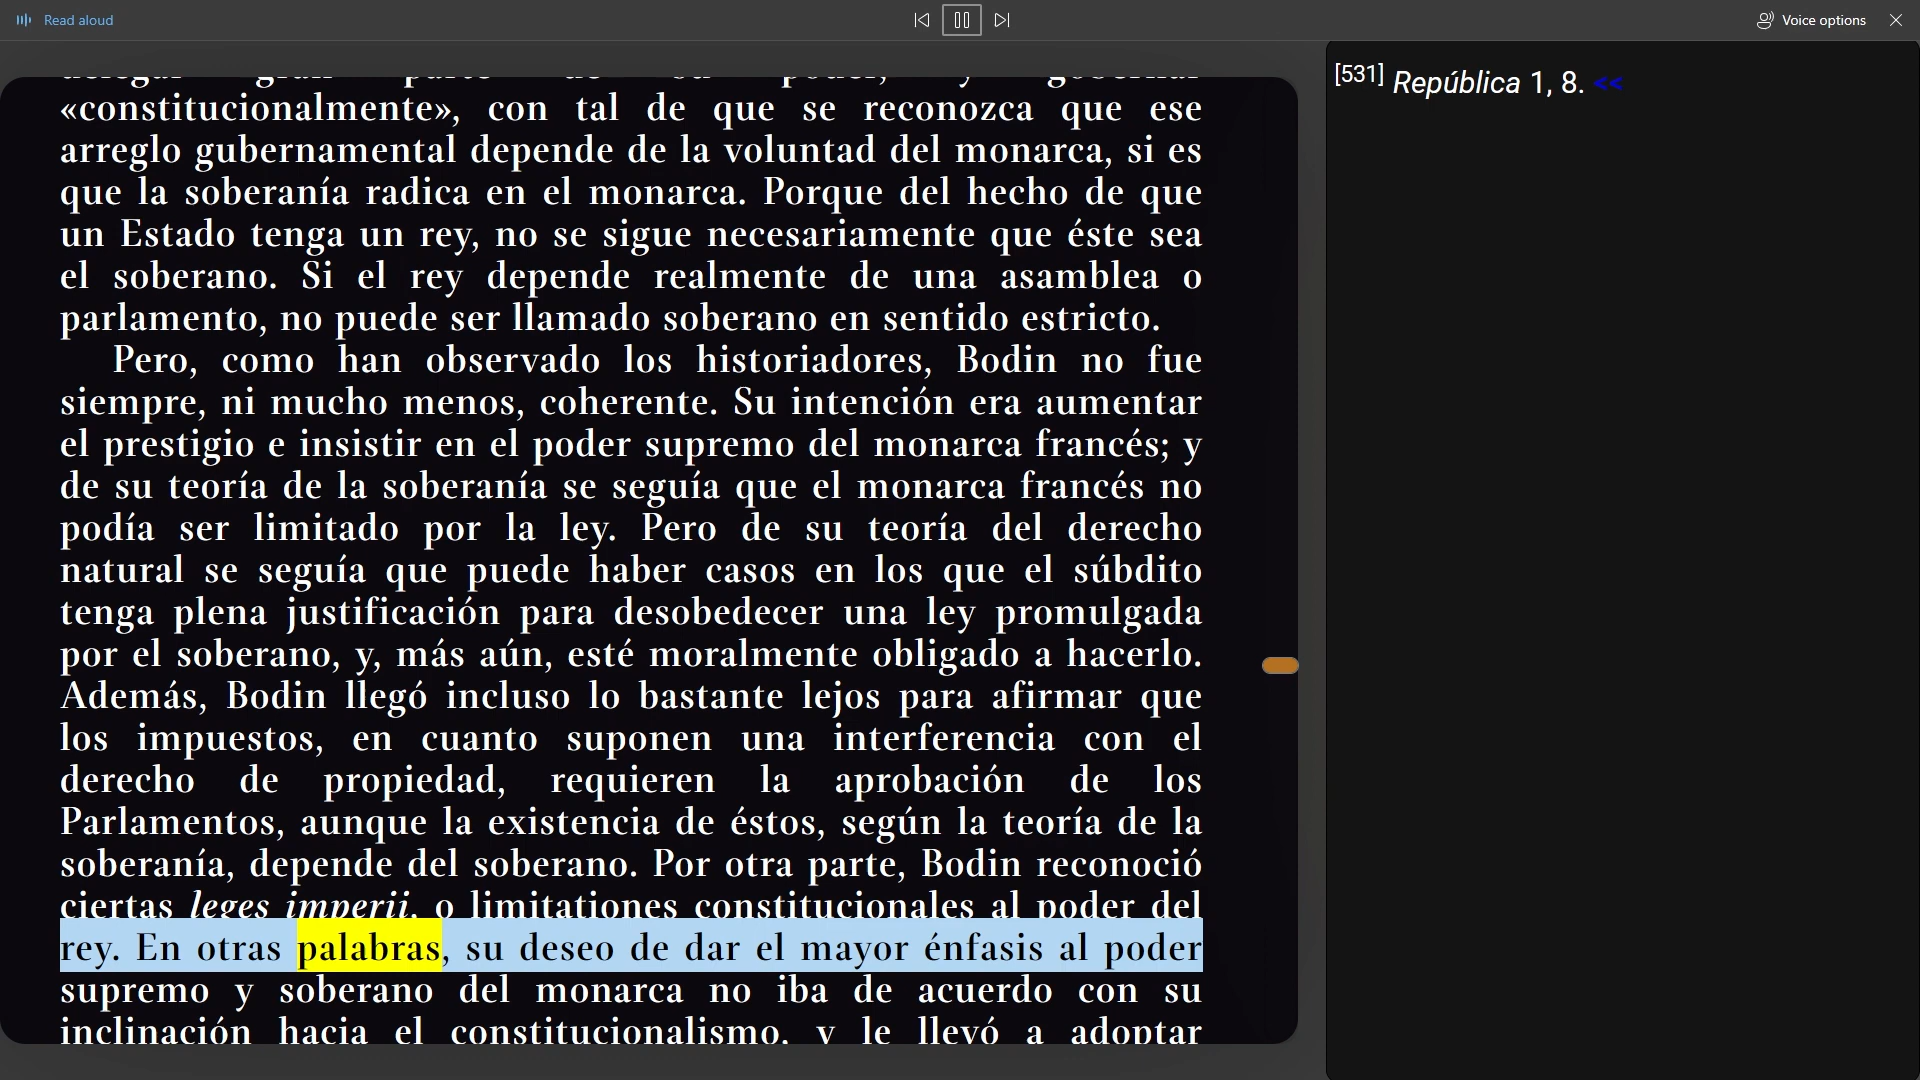 Read aloud
Voice options
delegar gran parte de su poder, y gobernar
«constitucionalmente», con tal de que se reconozca que ese
arreglo gubernamental depende de la voluntad del monarca, si es
que la soberanía radica en el monarca. Porque del hecho de que
un Estado tenga un rey, no se sigue necesariamente que éste sea
el soberano. Si el rey depende realmente de una asamblea o
parlamento, no puede ser llamado soberano en sentido estricto.
Pero, como han observado los historiadores, Bodin no fue
siempre, ni mucho menos, coherente. Su intención era aumentar
el prestigio e insistir en el poder supremo del monarca francés; y
de su teoría de la soberanía se seguía que el monarca francés no
podía ser limitado por la ley. Pero de su teoría del derecho
natural se seguía que puede haber casos en los que el súbdito
tenga plena justificación para desobedecer una ley promulgada
por el soberano, y, más aún, esté moralmente obligado a hacerlo.
Además, Bodin llegó incluso lo bastante lejos para afirmar que
los impuestos, en cuanto suponen una interferencia con el
derecho de propiedad, requieren la aprobación de los
Parlamentos, aunque la existencia de éstos, según la teoría de la
soberanía, depende del soberano. Por otra parte, Bodin reconoció
ciertas leges imperii, o limitationes constitucionales al poder del
rey. En otras palabras, su deseo de dar el mayor énfasis al poder
supremo y soberano del monarca no iba de acuerdo con su
inclinación hacia el constitucionalismo, y le llevó a adoptar
[531] República 1, 8. <<